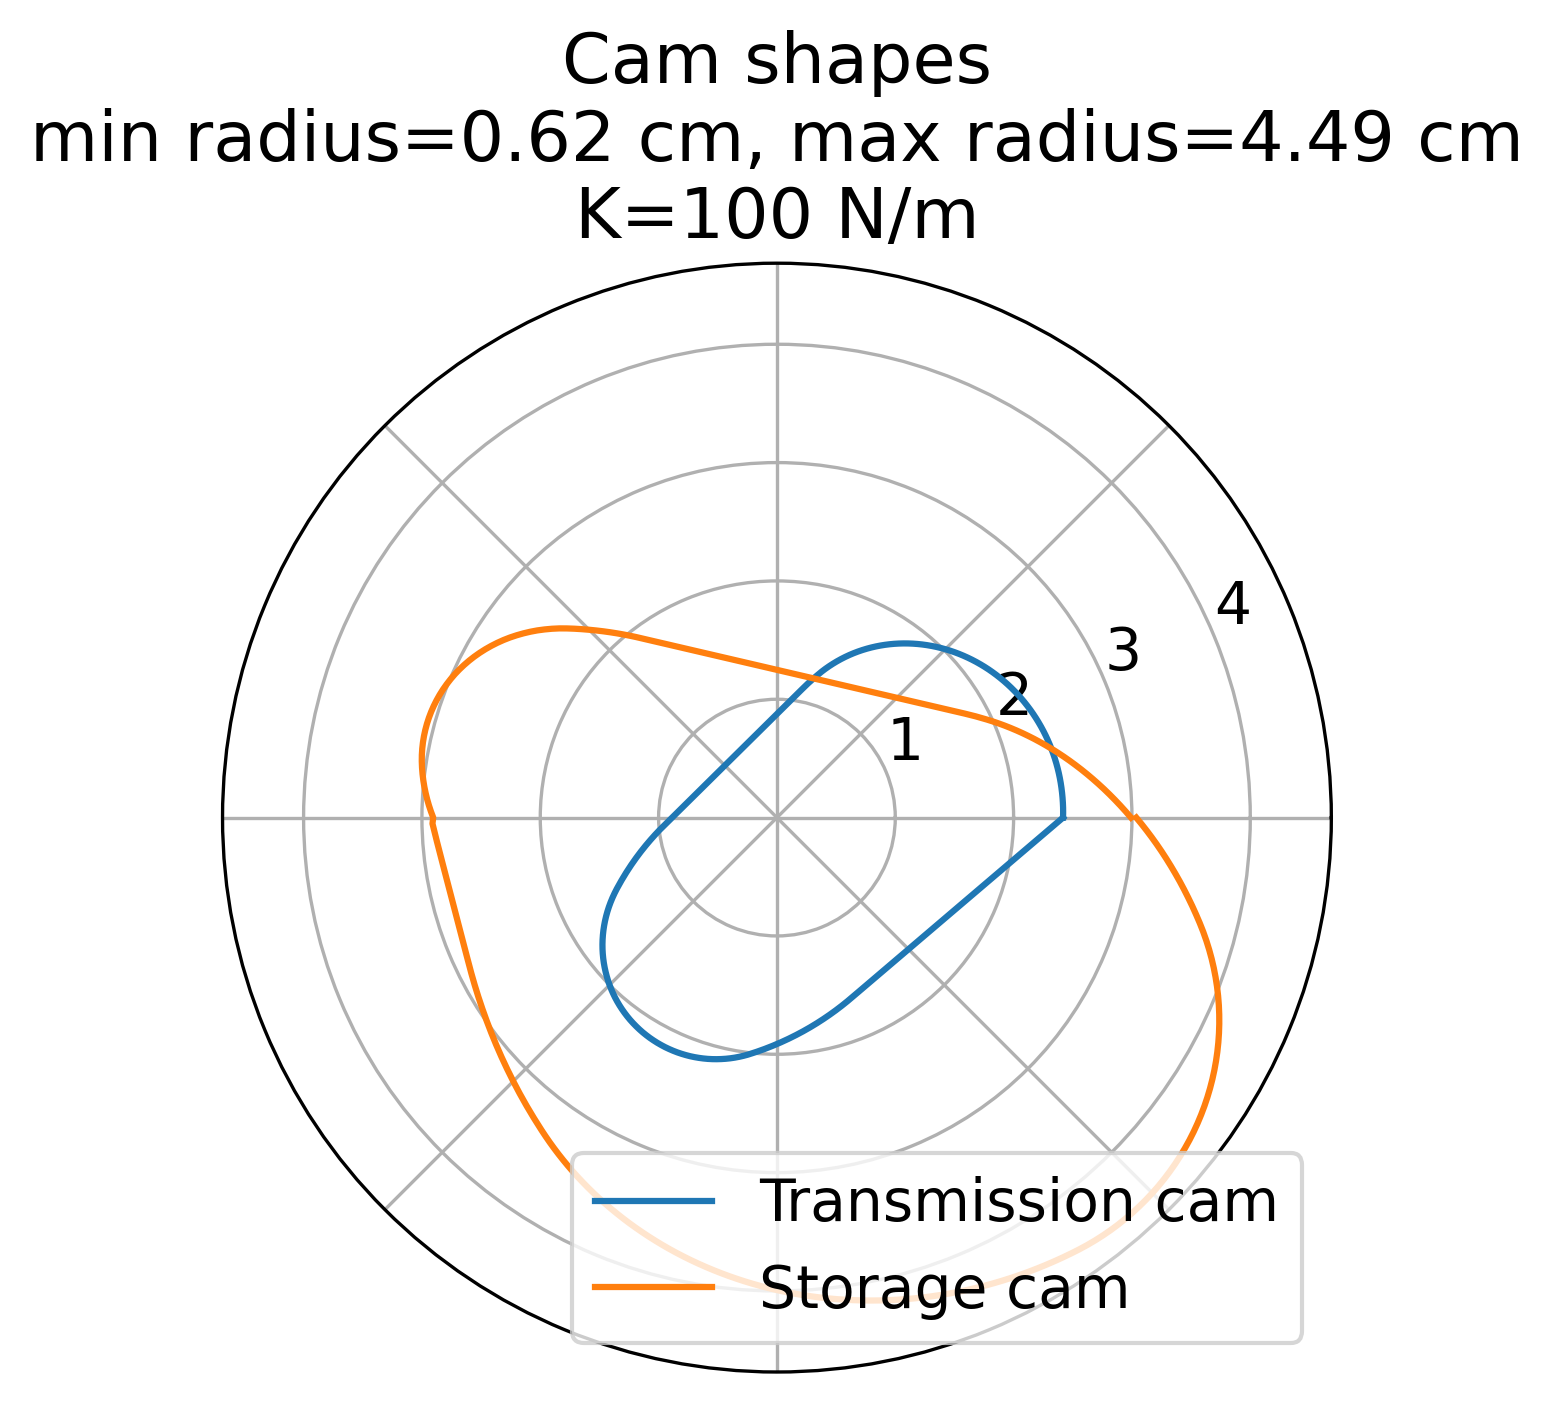 Cam shapes
min radius=0.62 cm, max radius=4.49 cm
K=100 N/m
4
3
2
1
Transmission cam
Storage cam